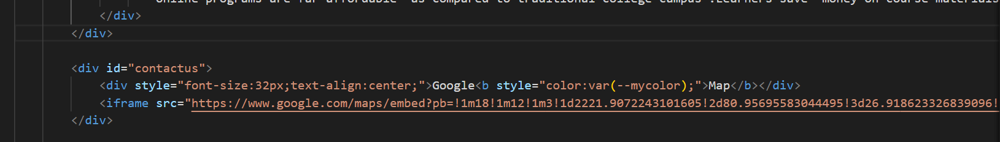 online programs are far affordable as compared to traditional college campus .Learners save money on course materials
</div>
</div>
<div id="contactus">
<div style="font-size:32px;text-align:center;">Google<b style="color:var(--mycolor);">Map</b></div>
<iframe src="https://www.google.com/maps/embed?pb=!1m18!1m12!1m3!1d2221.9072243101605!2d80.95695583044495!3d26.918623326839096!
</div>